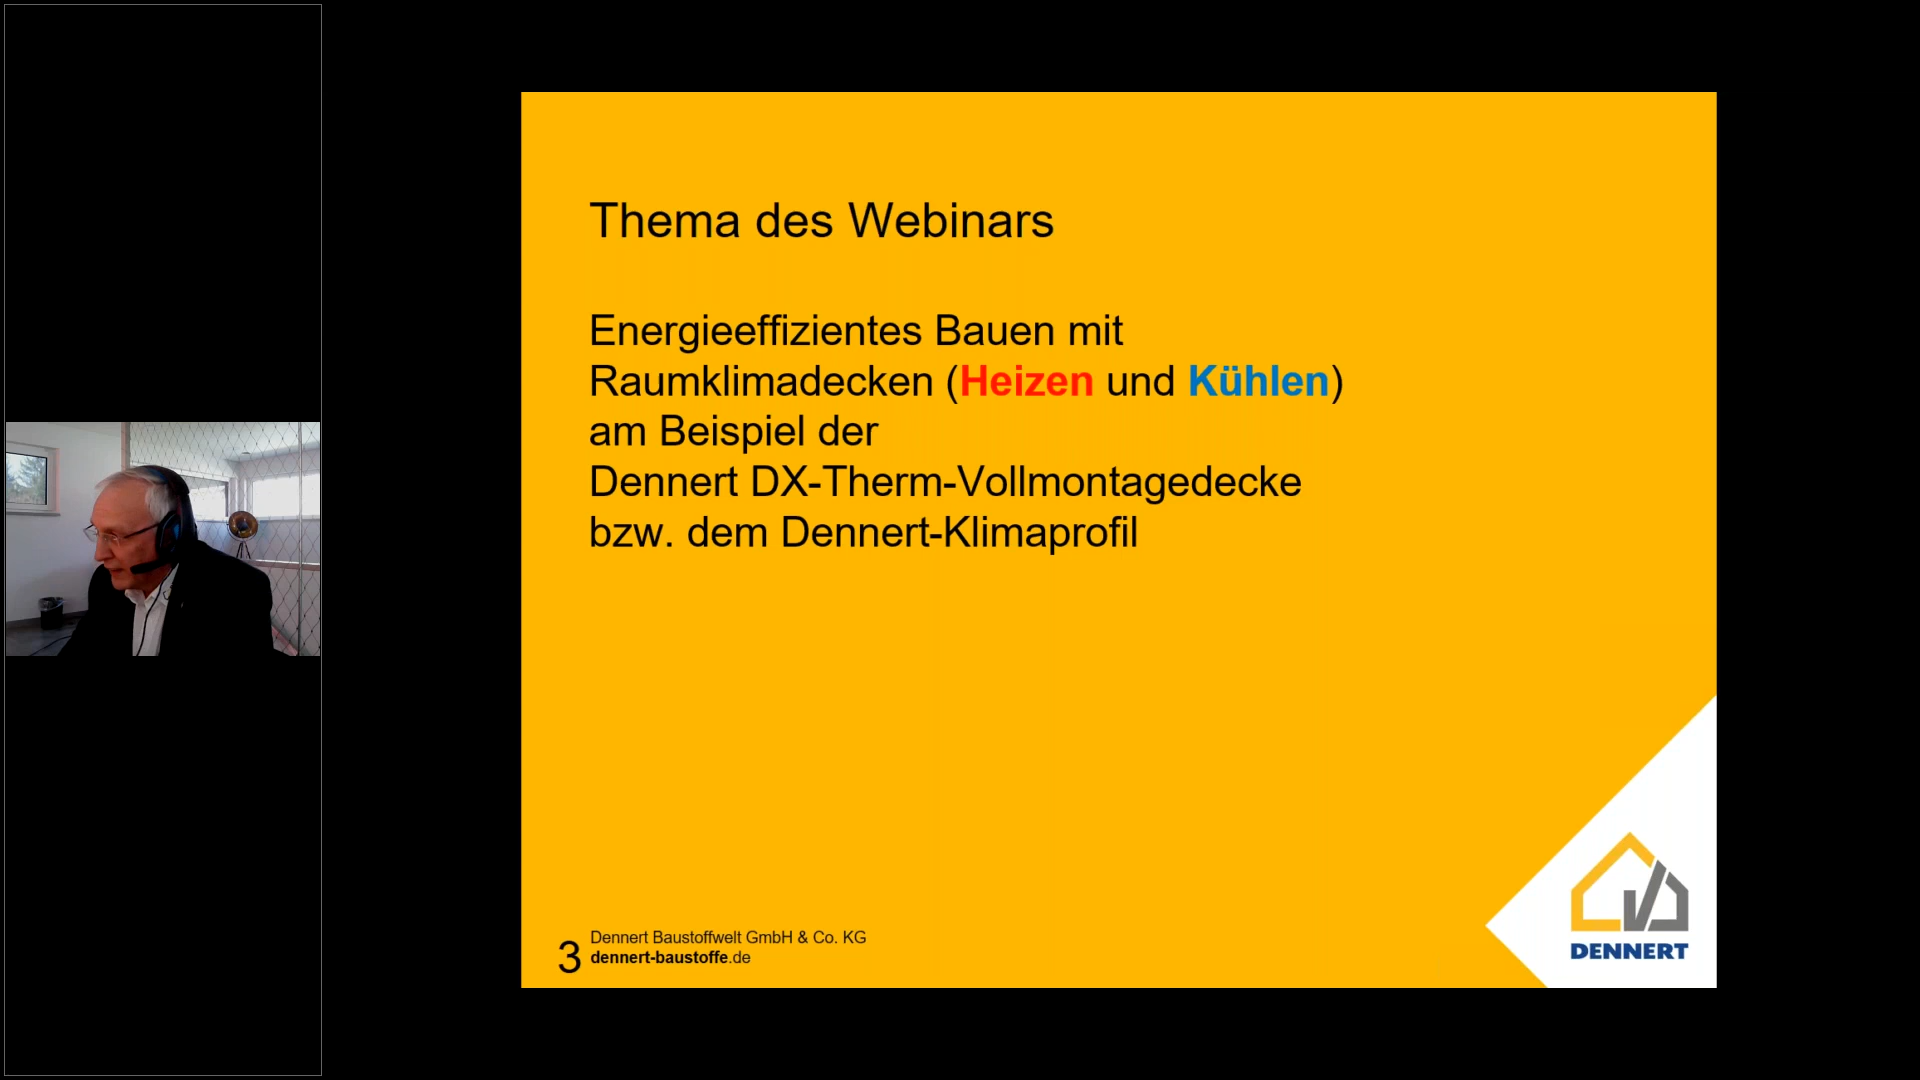 Thema des Webinars
Energieeffizientes Bauen mit
Raumklimadecken (Heizen und Kühlen)
am Beispiel der
Dennert DX-Therm-Vollmontagedecke
bzw. dem Dennert-Klimaprofil
3
Dennert Baustoffwelt GmbH & Co. KG
dennert-baustoffe.de
DENNERT